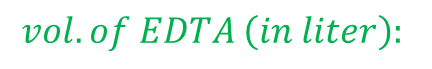 vol. of EDTA (in liter):